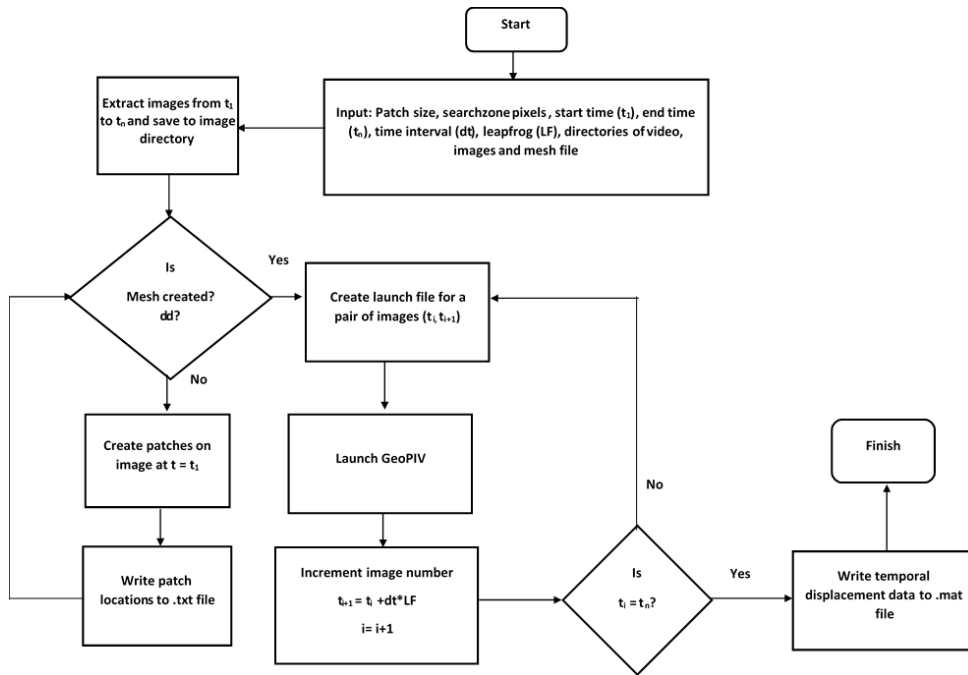 Start
Input: Patch size, searchzone pixels, start time (t₁), end time
(tₙ), time interval (dt), leapfrog (LF), directories of video,
images and mesh file
Extract images from t₁
to tₙ and save to image
directory
Is
Mesh created?
dd?
Yes
No
Create launch file for a
pair of images (tᵢ, tᵢ₊₁)
Create patches on
image at t = t₁
Write patch
locations to .txt file
Launch GeoPIV
Increment image number
tᵢ₊₁ = tᵢ +dt*LF
i= i+1
Is
tᵢ = tₙ?
No
Yes
Write temporal
displacement data to .mat
file
Finish